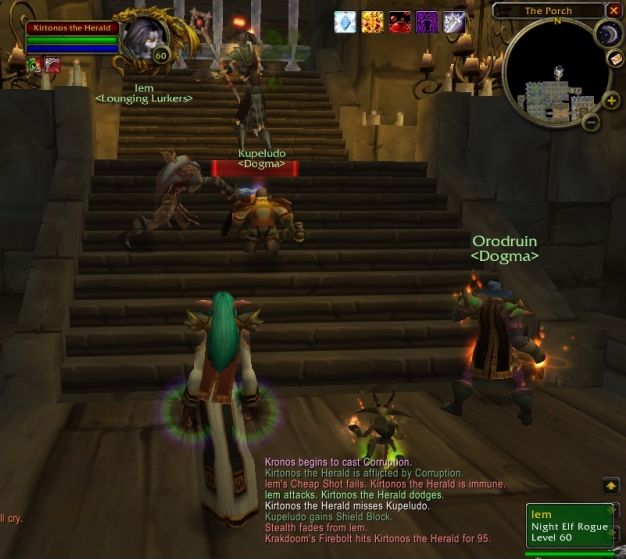 Kirtonos the Herald
60
The Porch
N
Iem
<Lounging Lurkers>
Kupeludo
<Dogma>
Orodruin
<Dogma>
Kronos begins to cast Corruption.
Kirtonos the Herald is afflicted by Corruption.
Iem's Cheap Shot fails. Kirtonos the Herald is immune.
Iem attacks. Kirtonos the Herald dodges.
Kirtonos the Herald misses Kupeludo.
Kupeludo gains Shield Block.
ll cry.
Stealth fades from Iem.
Krakdoom's Firebolt hits Kirtonos the Herald for 95.
Iem
Night Elf Rogue
Level 60